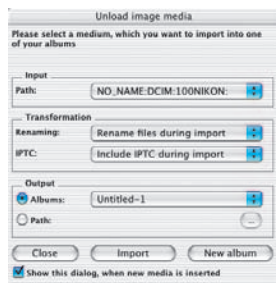 Unload image media
Please select a medium, which you want to import into one
of your albums
Input
Path: NO_NAME:DCIM:100NIKON:
Transformation
Renaming: Rename files during import
IPTC: Include IPTC during import
Output
Albums: Untitled-1
Path: ...
Close Import New album
Show this dialog, when new media is inserted